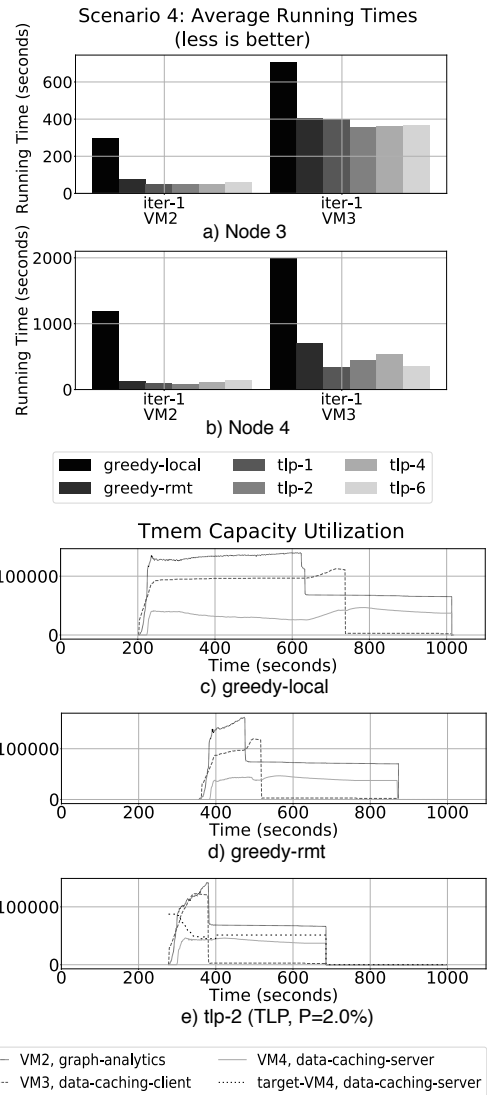 Scenario 4: Average Running Times
(less is better)
Running Time (seconds)
600
400
200
0
iter-1
VM2
iter-1
VM3
a) Node 3
Running Time (seconds)
2000
1000
0
iter-1
VM2
iter-1
VM3
b) Node 4
greedy-local
tlp-1
tlp-4
greedy-rmt
tlp-2
tlp-6
Tmem Capacity Utilization
100000
0
0 200 400 600 800 1000
Time (seconds)
c) greedy-local
100000
0
0 200 400 600 800 1000
Time (seconds)
d) greedy-rmt
100000
0
0 200 400 600 800 1000
Time (seconds)
e) tlp-2 (TLP, P=2.0%)
VM2, graph-analytics
VM4, data-caching-server
VM3, data-caching-client
target-VM4, data-caching-server